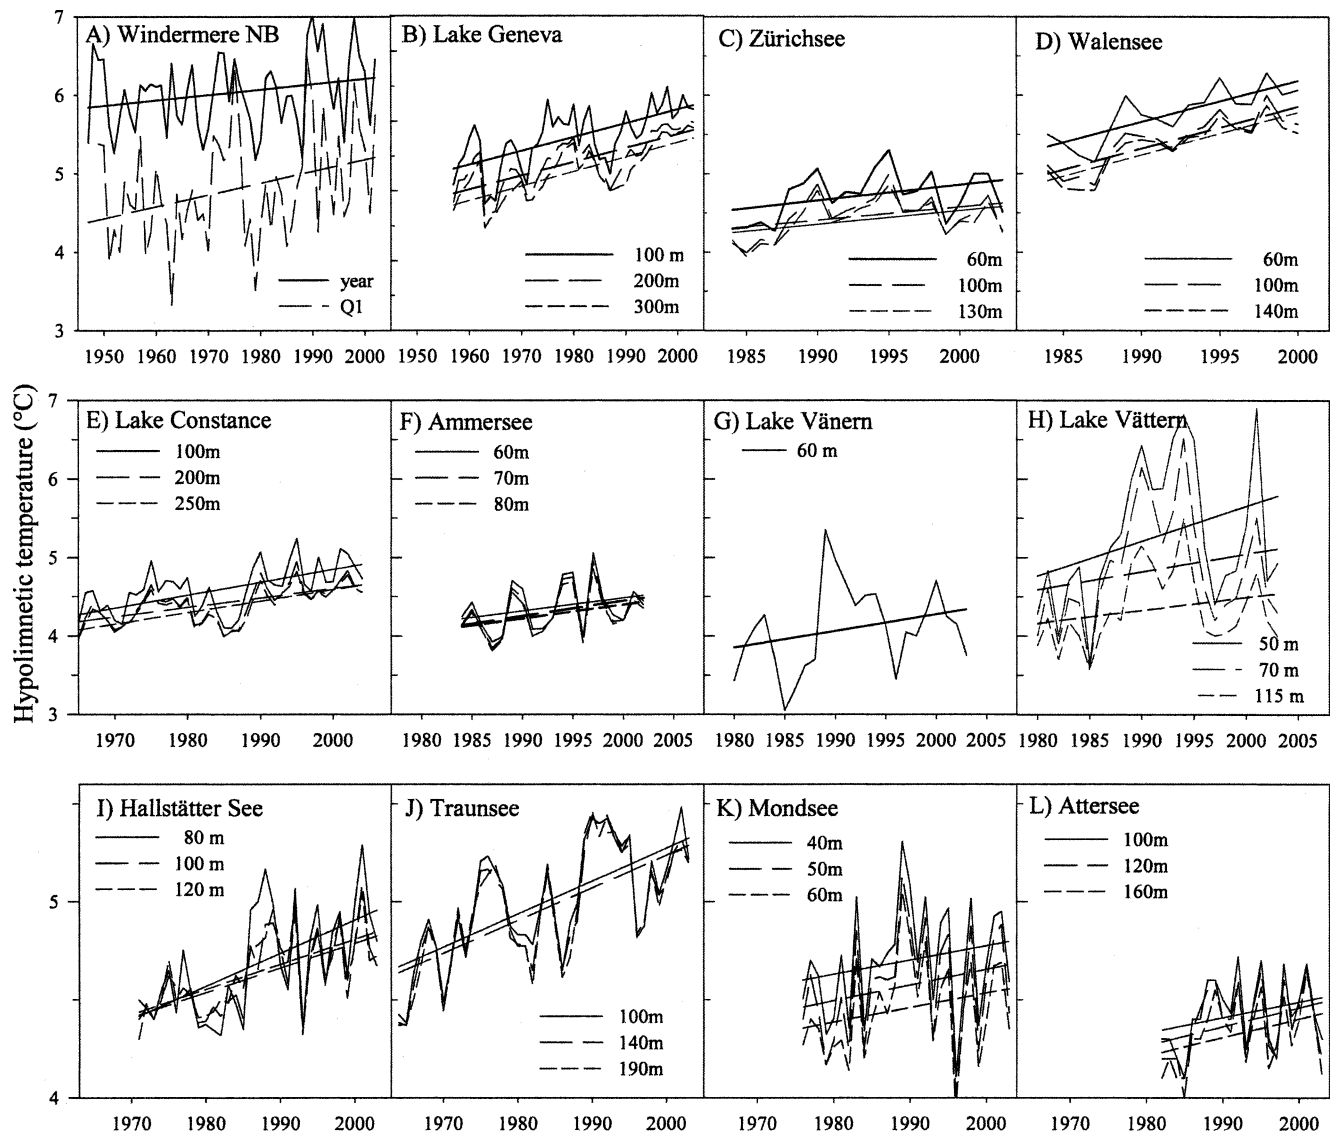 Hypolimnetic temperature (°C)
7
6
5
4
3
A) Windermere NB
year
Q1
1950 1960 1970 1980 1990 2000
B) Lake Geneva
100 m
200m
300m
1950 1960 1970 1980 1990 2000
C) Zürichsee
60m
100m
130m
1985 1990 1995 2000
D) Walensee
60m
100m
140m
1985 1990 1995 2000
7
6
5
4
3
E) Lake Constance
100m
200m
250m
1970 1980 1990 2000
F) Ammersee
60m
70m
80m
1980 1985 1990 1995 2000 2005
G) Lake Vänern
60 m
1980 1985 1990 1995 2000 2005
H) Lake Vättern
50 m
70 m
115 m
1980 1985 1990 1995 2000 2005
5
4
I) Hallstätter See
80 m
100 m
120 m
1970 1980 1990 2000
J) Traunsee
100m
140m
190m
1970 1980 1990 2000
K) Mondsee
40m
50m
60m
1970 1980 1990 2000
L) Attersee
100m
120m
160m
1970 1980 1990 2000